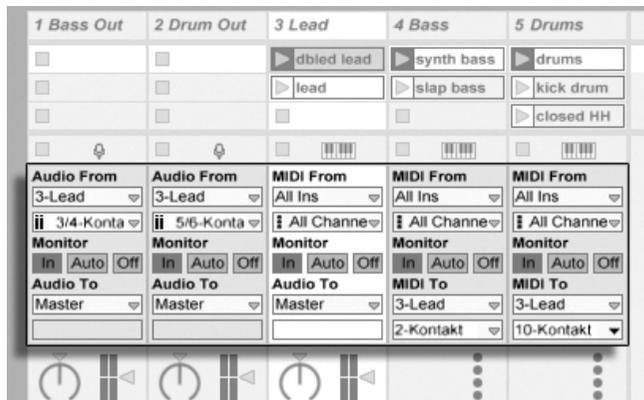 1 Bass Out 2 Drum Out 3 Lead 4 Bass 5 Drums
dbled lead synth bass drums
lead slap bass kick drum
closed HH
Audio From Audio From MIDI From MIDI From MIDI From
3-Lead 3-Lead All Ins All Ins All Ins
3/4-Konta 5/6-Konta All Channe All Channe All Channe
Monitor Monitor Monitor Monitor Monitor
In Auto Off In Auto Off In Auto Off In Auto Off In Auto Off
Audio To Audio To Audio To MIDI To MIDI To
Master Master Master 3-Lead 3-Lead
2-Kontakt 10-Kontakt